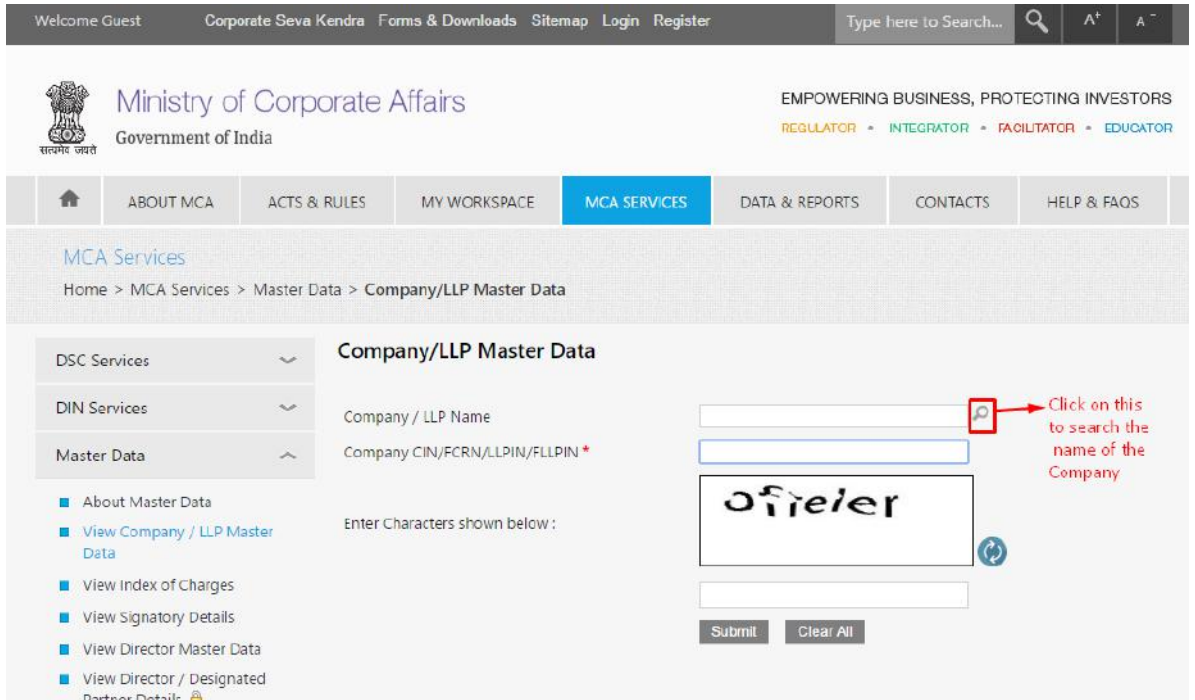 Welcome Guest Corporate Seva Kendra Forms & Downloads Sitemap Login Register Type here to Search... A+ A-
Ministry of Corporate Affairs
Government of India
सत्यमेव जयते
EMPOWERING BUSINESS, PROTECTING INVESTORS
REGULATOR • INTEGRATOR • FACILITATOR • EDUCATOR
ABOUT MCA ACTS & RULES MY WORKSPACE MCA SERVICES DATA & REPORTS CONTACTS HELP & FAQS
MCA Services
Home > MCA Services > Master Data > Company/LLP Master Data
DSC Services
DIN Services
Master Data
About Master Data
View Company / LLP Master
Data
View Index of Charges
View Signatory Details
View Director Master Data
View Director / Designated
Partner Details
Company/LLP Master Data
Company / LLP Name
Company CIN/FCRN/LLPIN/FLLPIN *
Enter Characters shown below :
Submit Clear All
Click on this
to search the
name of the
Company